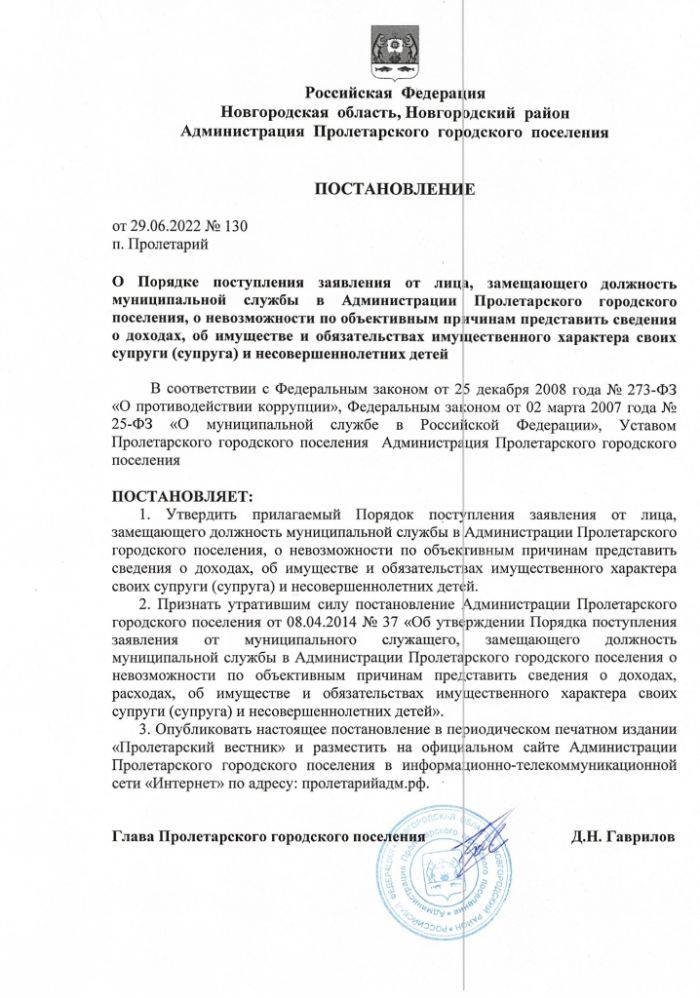 Российская Федерация
Новгородская область, Новгородский район
Администрация Пролетарского городского поселения
ПОСТАНОВЛЕНИЕ
от 29.06.2022 № 130
п. Пролетарий
О Порядке поступления заявления от лица, замещающего должность
муниципальной службы в Администрации Пролетарского городского
поселения, о невозможности по объективным причинам представить сведения
о доходах, об имуществе и обязательствах имущественного характера своих
супруги (супруга) и несовершеннолетних детей
В соответствии с Федеральным законом от 25 декабря 2008 года № 273-ФЗ
«О противодействии коррупции», Федеральным законом от 02 марта 2007 года №
25-ФЗ «О муниципальной службе в Российской Федерации», Уставом
Пролетарского городского поселения Администрация Пролетарского городского
поселения
ПОСТАНОВЛЯЕТ:
1. Утвердить прилагаемый Порядок поступления заявления от лица,
замещающего должность муниципальной службы в Администрации Пролетарского
городского поселения, о невозможности по объективным причинам представить
сведения о доходах, об имуществе и обязательствах имущественного характера
своих супруги (супруга) и несовершеннолетних детей.
2. Признать утратившим силу постановление Администрации Пролетарского
городского поселения от 08.04.2014 № 37 «Об утверждении Порядка поступления
заявления от муниципального служащего, замещающего должность
муниципальной службы в Администрации Пролетарского городского поселения о
невозможности по объективным причинам представить сведения о доходах,
расходах, об имуществе и обязательствах имущественного характера своих
супруги (супруга) и несовершеннолетних детей».
3. Опубликовать настоящее постановление в периодическом печатном издании
«Пролетарский вестник» и разместить на официальном сайте Администрации
Пролетарского городского поселения в информационно-телекоммуникационной
сети «Интернет» по адресу: пролетарийадм.рф.
Глава Пролетарского городского поселения Д.Н. Гаврилов
РОССИЙСКАЯ ФЕДЕРАЦИЯ НОВГОРОДСКАЯ ОБЛАСТЬ НОВГОРОДСКИЙ РАЙОН
Администрация Пролетарского городского поселения